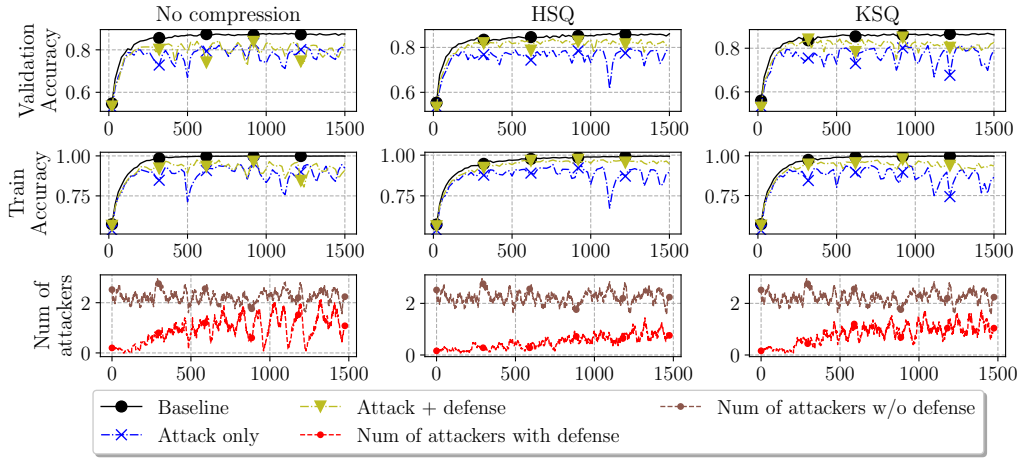 No compression HSQ KSQ
Validation
Accuracy
0.8
0.6
0 500 1000 1500
0.8
0.6
0 500 1000 1500
0.8
0.6
0 500 1000 1500
Train
Accuracy
1.00
0.75
0 500 1000 1500
1.00
0.75
0 500 1000 1500
1.00
0.75
0 500 1000 1500
Num of
attackers
2
0
0 500 1000 1500
2
0
0 500 1000 1500
2
0
0 500 1000 1500
Baseline Attack + defense Num of attackers w/o defense
Attack only Num of attackers with defense